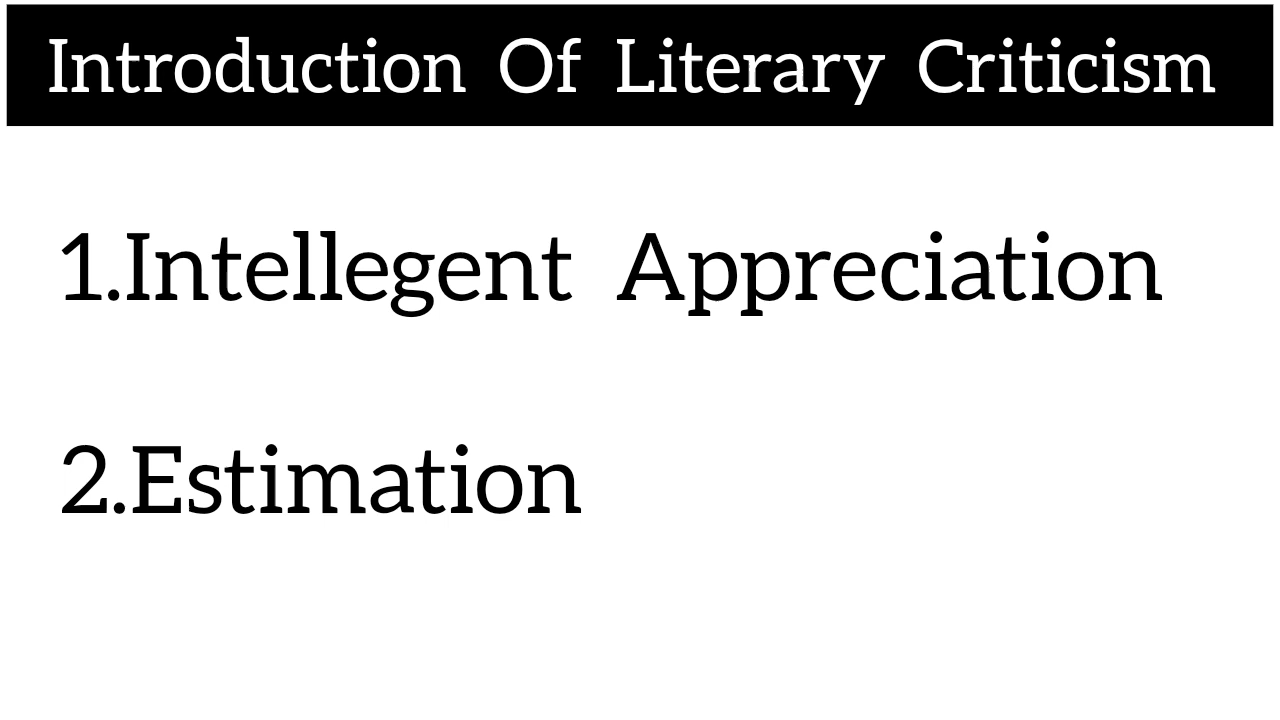 Introduction Of Literary Criticism
1.Intellegent Appreciation
2.Estimation